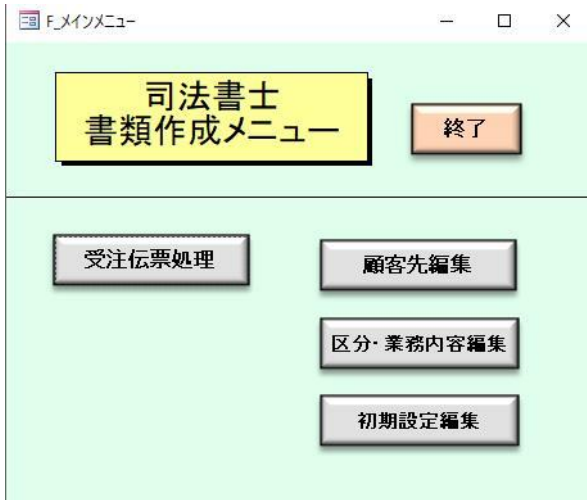 F_メインメニュー
司法書士
書類作成メニュー
終了
受注伝票処理
顧客先編集
区分・業務内容編集
初期設定編集